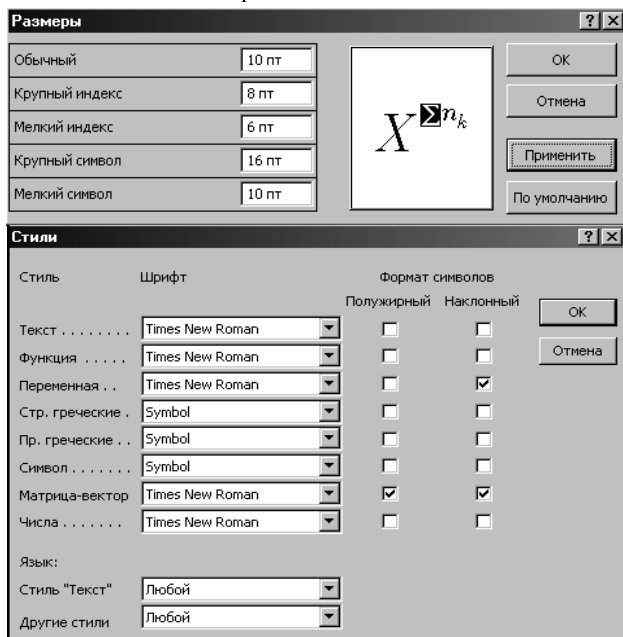 Размеры
Обычный 10 пт
Крупный индекс 8 пт
Мелкий индекс 6 пт
Крупный символ 16 пт
Мелкий символ 10 пт
X Σ n k
OK
Отмена
Применить
По умолчанию
Стили
Стиль Шрифт Формат символов
Полужирный Наклонный
OK
Отмена
Текст . . . . . . . . Times New Roman
Функция . . . . . Times New Roman
Переменная . . Times New Roman
Стр. греческие . Symbol
Пр. греческие . . Symbol
Символ . . . . . . . Symbol
Матрица-вектор Times New Roman
Числа . . . . . . . Times New Roman
Язык:
Стиль "Текст" Любой
Другие стили Любой